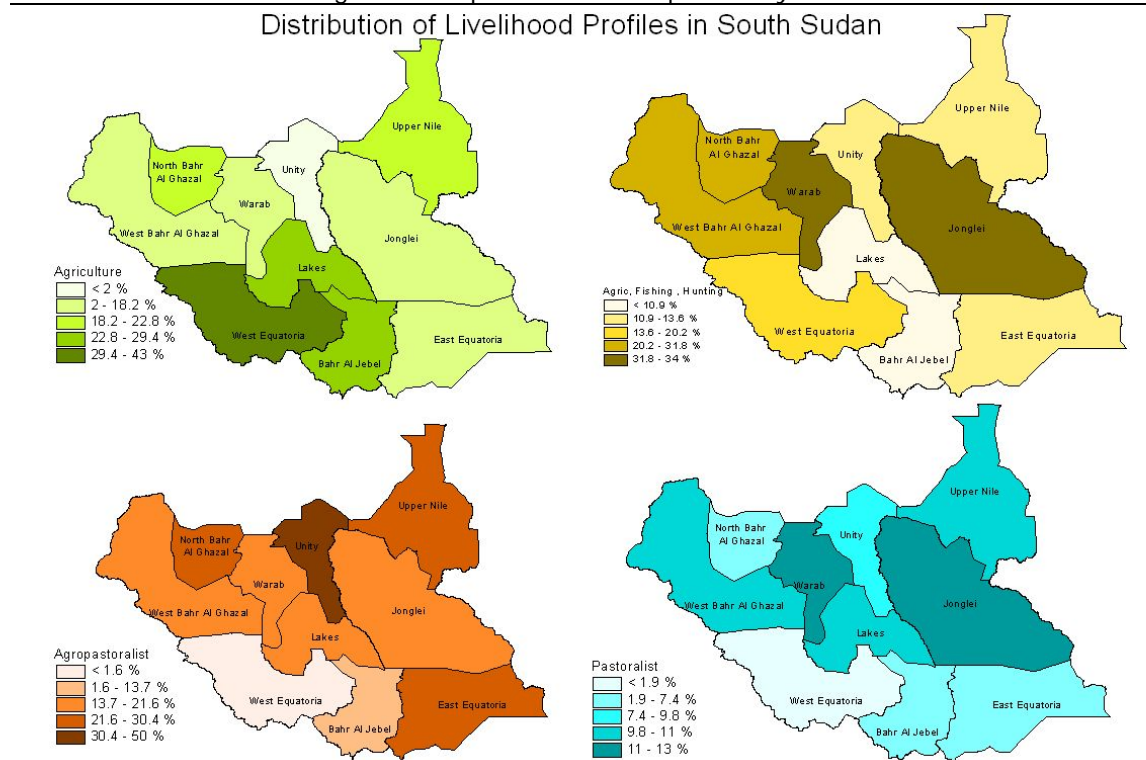 Distribution of Livelihood Profiles in South Sudan
Upper Nile
North Bahr
Al Ghazal
Unity
Warab
West Bahr Al Ghazal
Jonglei
Lakes
West Equatoria
East Equatoria
Bahr Al Jebel
Agriculture
< 2 %
2 - 18.2 %
18.2 - 22.8 %
22.8 - 29.4 %
29.4 - 43 %
Upper Nile
North Bahr
Al Ghazal
Unity
Warab
West Bahr Al Ghazal
Jonglei
Lakes
West Equatoria
East Equatoria
Bahr Al Jebel
Agric, Fishing , Hunting
< 10.9 %
10.9 -13.6 %
13.6 - 20.2 %
20.2 - 31.8 %
31.8 - 34 %
Upper Nile
North Bahr
Al Ghazal
Unity
Warab
West Bahr Al Ghazal
Jonglei
Lakes
West Equatoria
East Equatoria
Bahr Al Jebel
Agropastoralist
< 1.6 %
1.6 - 13.7 %
13.7 - 21.6 %
21.6 - 30.4 %
30.4 - 50 %
Upper Nile
North Bahr
Al Ghazal
Unity
Warab
West Bahr Al Ghazal
Jonglei
Lakes
West Equatoria
East Equatoria
Bahr Al Jebel
Pastoralist
< 1.9 %
1.9 - 7.4 %
7.4 - 9.8 %
9.8 - 11 %
11 - 13 %